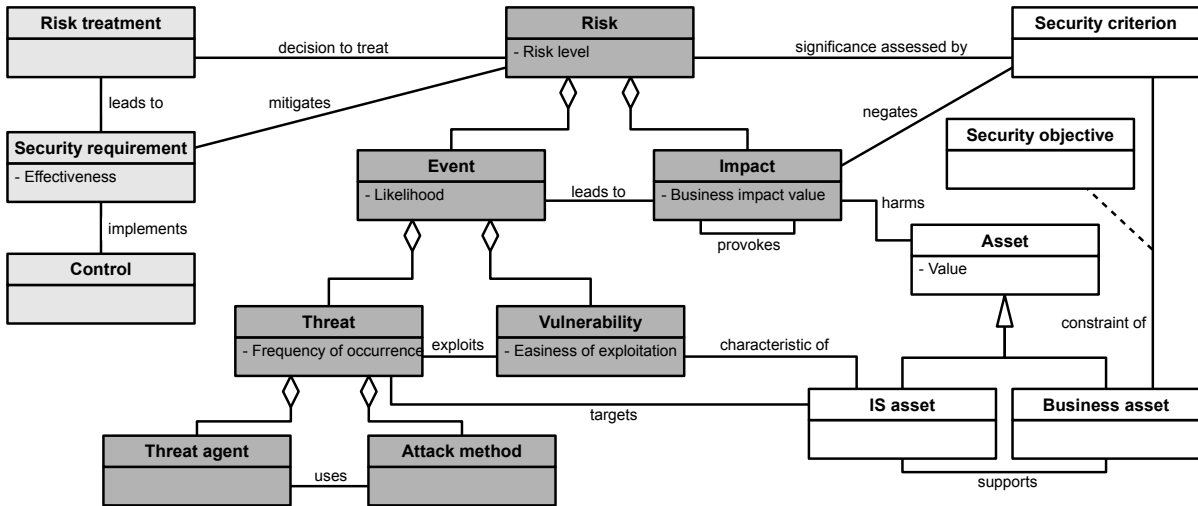 Risk treatment
Risk
Security criterion
decision to treat
- Risk level
significance assessed by
leads to
mitigates
negates
Security objective
Security requirement
- Effectiveness
Event
- Likelihood
leads to
Impact
- Business impact value
harms
provokes
implements
Asset
- Value
Control
Threat
- Frequency of occurrence
exploits
Vulnerability
- Easiness of exploitation
characteristic of
constraint of
targets
IS asset
Business asset
Threat agent
uses
Attack method
supports